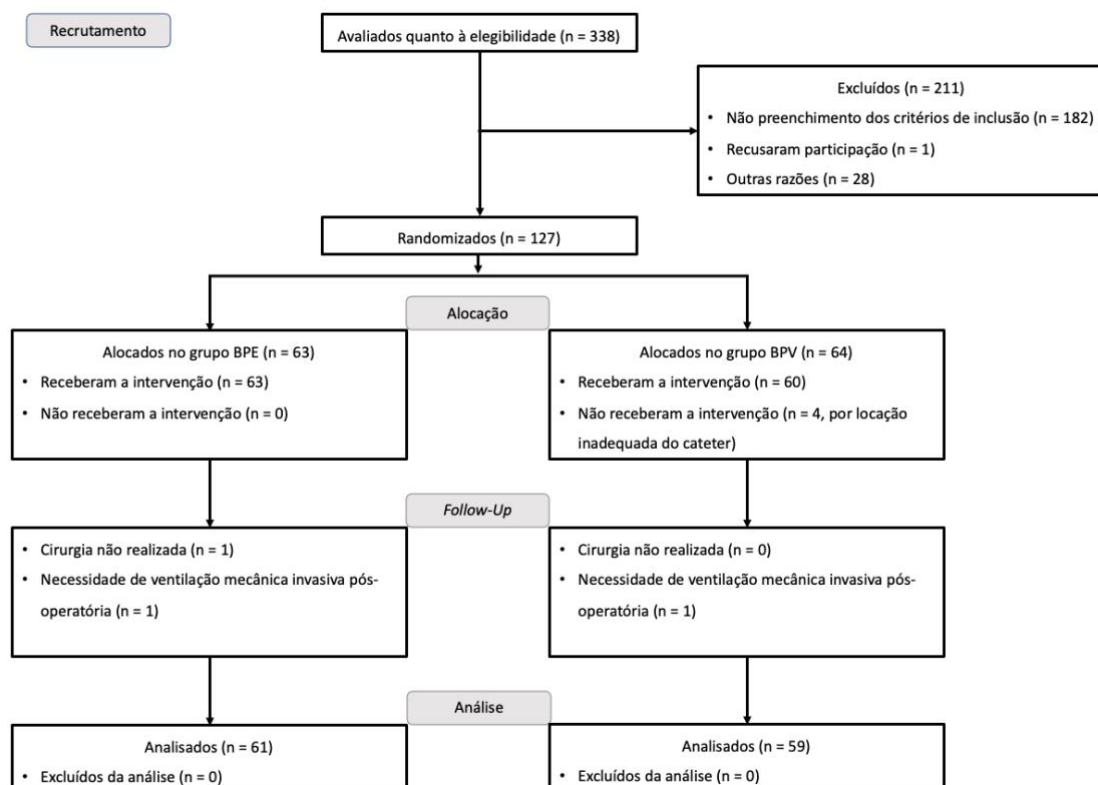 Recrutamento
Avaliados quanto à elegibilidade (n = 338)
Excluídos (n = 211)
• Não preenchimento dos critérios de inclusão (n = 182)
• Recusaram participação (n = 1)
• Outras razões (n = 28)
Randomizados (n = 127)
Alocação
Alocados no grupo BPE (n = 63)
• Receberam a intervenção (n = 63)
• Não receberam a intervenção (n = 0)
Alocados no grupo BPV (n = 64)
• Receberam a intervenção (n = 60)
• Não receberam a intervenção (n = 4, por locação
inadequada do cateter)
Follow-Up
• Cirurgia não realizada (n = 1)
• Necessidade de ventilação mecânica invasiva pós-
operatória (n = 1)
• Cirurgia não realizada (n = 0)
• Necessidade de ventilação mecânica invasiva pós-
operatória (n = 1)
Análise
Analisados (n = 61)
• Excluídos da análise (n = 0)
Analisados (n = 59)
• Excluídos da análise (n = 0)